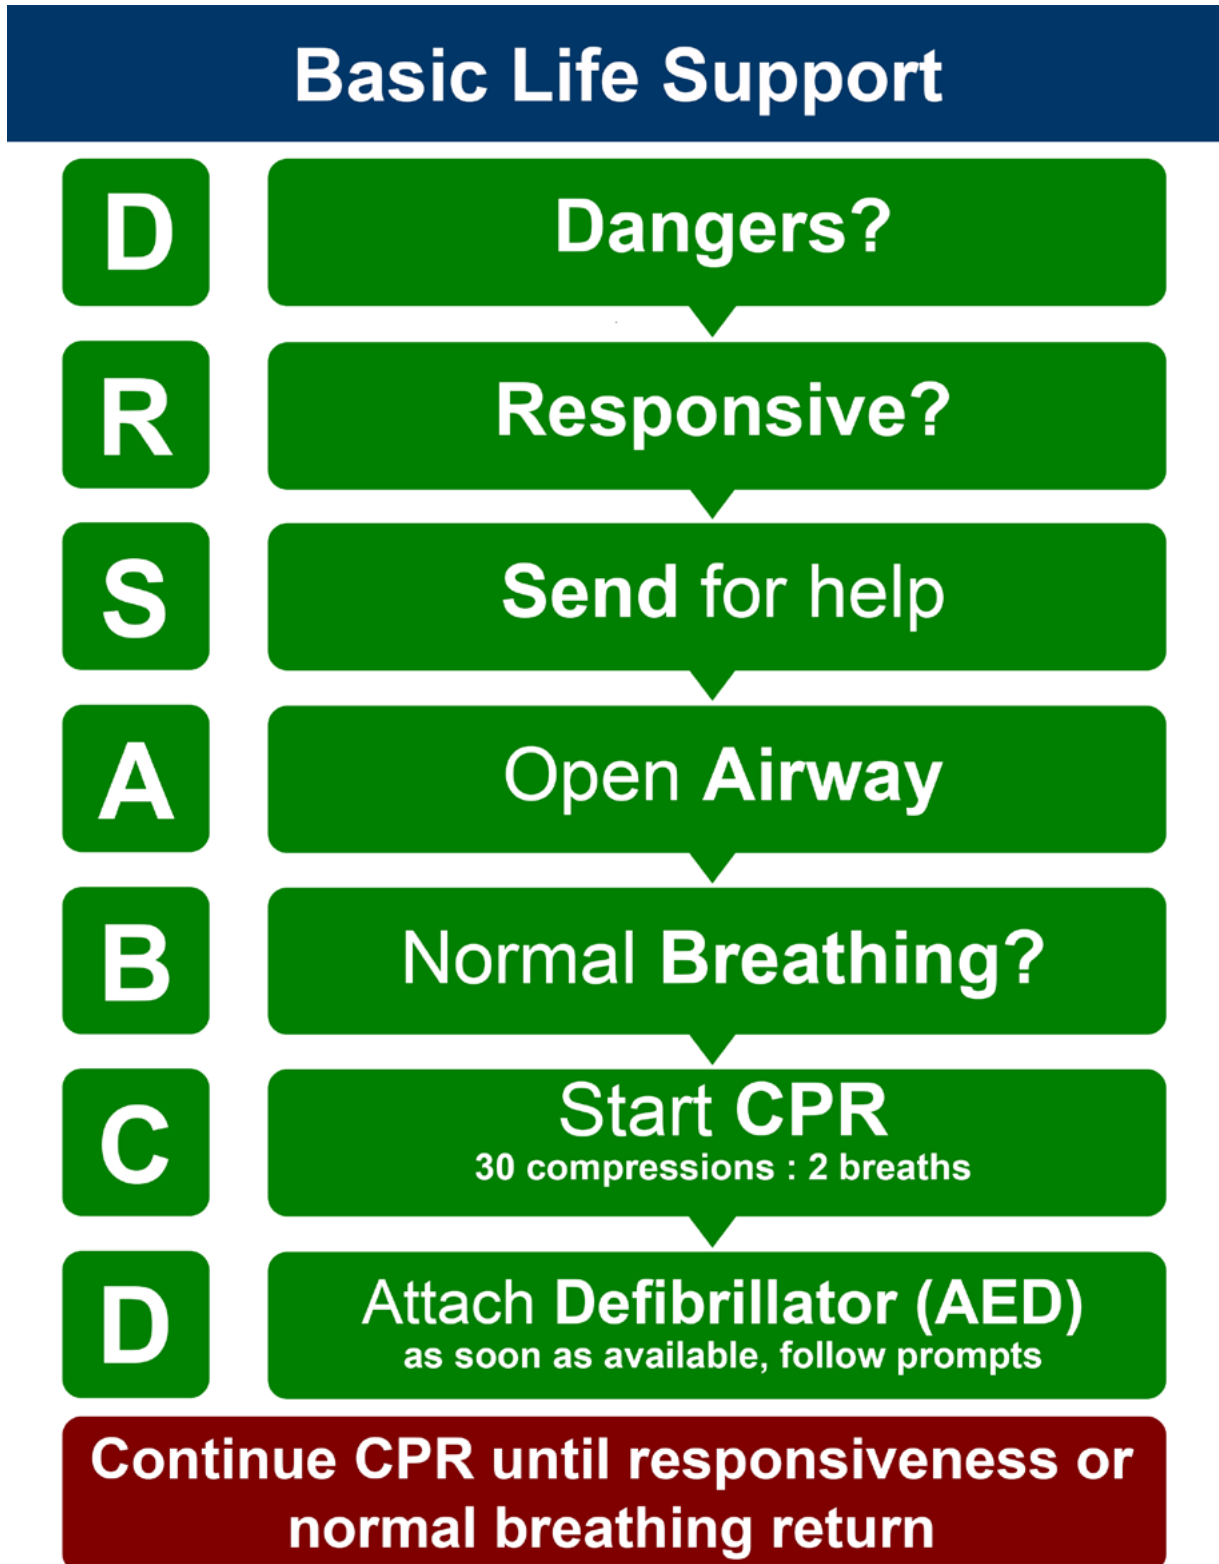 Basic Life Support
D
Dangers?
R
Responsive?
S
Send for help
A
Open Airway
B
Normal Breathing?
C
Start CPR
30 compressions : 2 breaths
D
Attach Defibrillator (AED)
as soon as available, follow prompts
Continue CPR until responsiveness or
normal breathing return